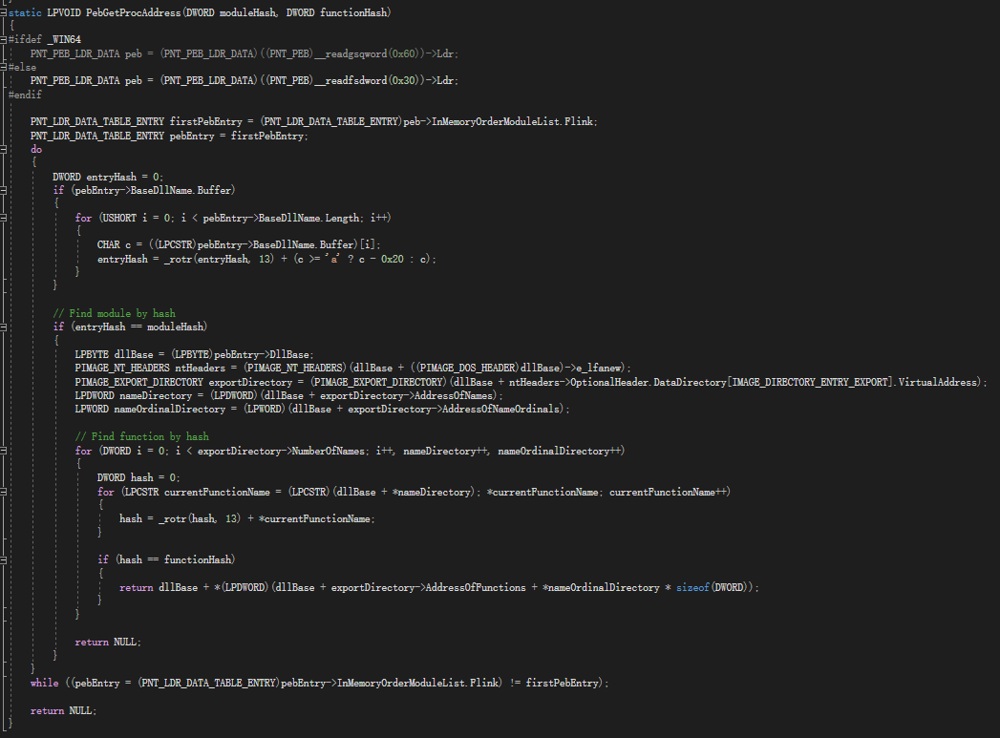 static LPVOID PebGetProcAddress(DWORD moduleHash, DWORD functionHash)
{
#ifdef _WIN64
    PNT_PEB_LDR_DATA peb = (PNT_PEB_LDR_DATA)((PNT_PEB)__readgsqword(0x60))->Ldr;
#else
    PNT_PEB_LDR_DATA peb = (PNT_PEB_LDR_DATA)((PNT_PEB)__readfsdword(0x30))->Ldr;
#endif

    PNT_LDR_DATA_TABLE_ENTRY firstPebEntry = (PNT_LDR_DATA_TABLE_ENTRY)peb->InMemoryOrderModuleList.Flink;
    PNT_LDR_DATA_TABLE_ENTRY pebEntry = firstPebEntry;
    do
    {
        DWORD entryHash = 0;
        if (pebEntry->BaseDllName.Buffer)
        {
            for (USHORT i = 0; i < pebEntry->BaseDllName.Length; i++)
            {
                CHAR c = ((LPCSTR)pebEntry->BaseDllName.Buffer)[i];
                entryHash = _rotr(entryHash, 13) + (c >= 'a' ? c - 0x20 : c);
            }
        }

        // Find module by hash
        if (entryHash == moduleHash)
        {
            LPBYTE dllBase = (LPBYTE)pebEntry->DllBase;
            PIMAGE_NT_HEADERS ntHeaders = (PIMAGE_NT_HEADERS)(dllBase + ((PIMAGE_DOS_HEADER)dllBase)->e_lfanew);
            PIMAGE_EXPORT_DIRECTORY exportDirectory = (PIMAGE_EXPORT_DIRECTORY)(dllBase + ntHeaders->OptionalHeader.DataDirectory[IMAGE_DIRECTORY_ENTRY_EXPORT].VirtualAddress);
            LPDWORD nameDirectory = (LPDWORD)(dllBase + exportDirectory->AddressOfNames);
            LPWORD nameOrdinalDirectory = (LPWORD)(dllBase + exportDirectory->AddressOfNameOrdinals);

            // Find function by hash
            for (DWORD i = 0; i < exportDirectory->NumberOfNames; i++, nameDirectory++, nameOrdinalDirectory++)
            {
                DWORD hash = 0;
                for (LPCSTR currentFunctionName = (LPCSTR)(dllBase + *nameDirectory); *currentFunctionName; currentFunctionName++)
                {
                    hash = _rotr(hash, 13) + *currentFunctionName;
                }

                if (hash == functionHash)
                {
                    return dllBase + *(LPDWORD)(dllBase + exportDirectory->AddressOfFunctions + *nameOrdinalDirectory * sizeof(DWORD));
                }
            }

            return NULL;
        }
    }
    while ((pebEntry = (PNT_LDR_DATA_TABLE_ENTRY)pebEntry->InMemoryOrderModuleList.Flink) != firstPebEntry);

    return NULL;
}